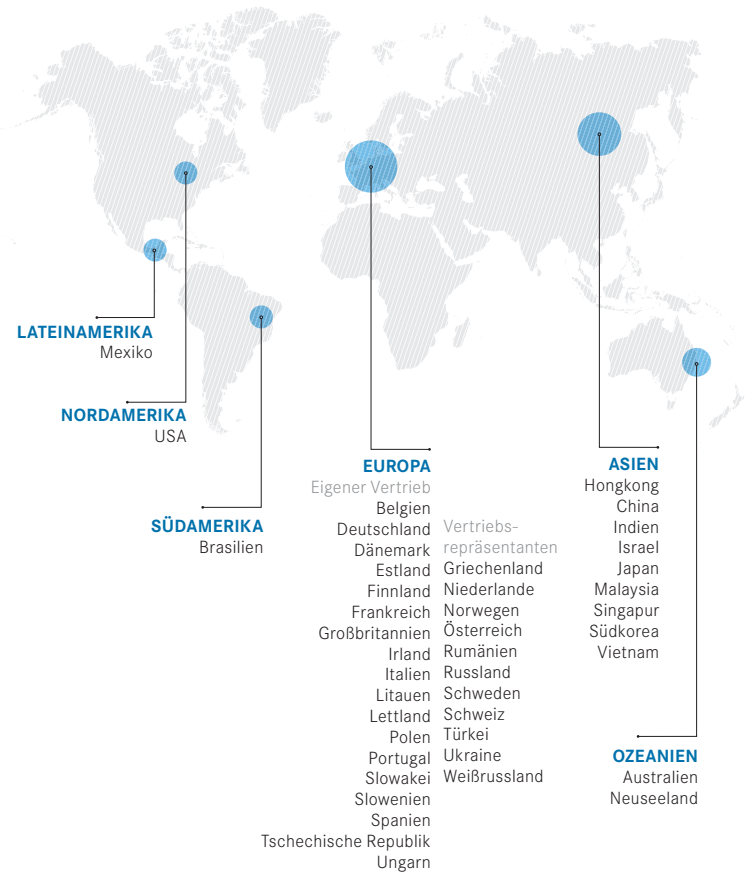 LATEINAMERIKA
Mexiko
NORDAMERIKA
USA
SÜDAMERIKA
Brasilien
EUROPA
Eigener Vertrieb
Belgien
Deutschland
Dänemark
Estland
Finnland
Frankreich
Großbritannien
Irland
Italien
Litauen
Lettland
Polen
Portugal
Slowakei
Slowenien
Spanien
Tschechische Republik
Ungarn
Vertriebs-
repräsentanten
Griechenland
Niederlande
Norwegen
Österreich
Rumänien
Russland
Schweden
Schweiz
Türkei
Ukraine
Weißrussland
ASIEN
Hongkong
China
Indien
Israel
Japan
Malaysia
Singapur
Südkorea
Vietnam
OZEANIEN
Australien
Neuseeland